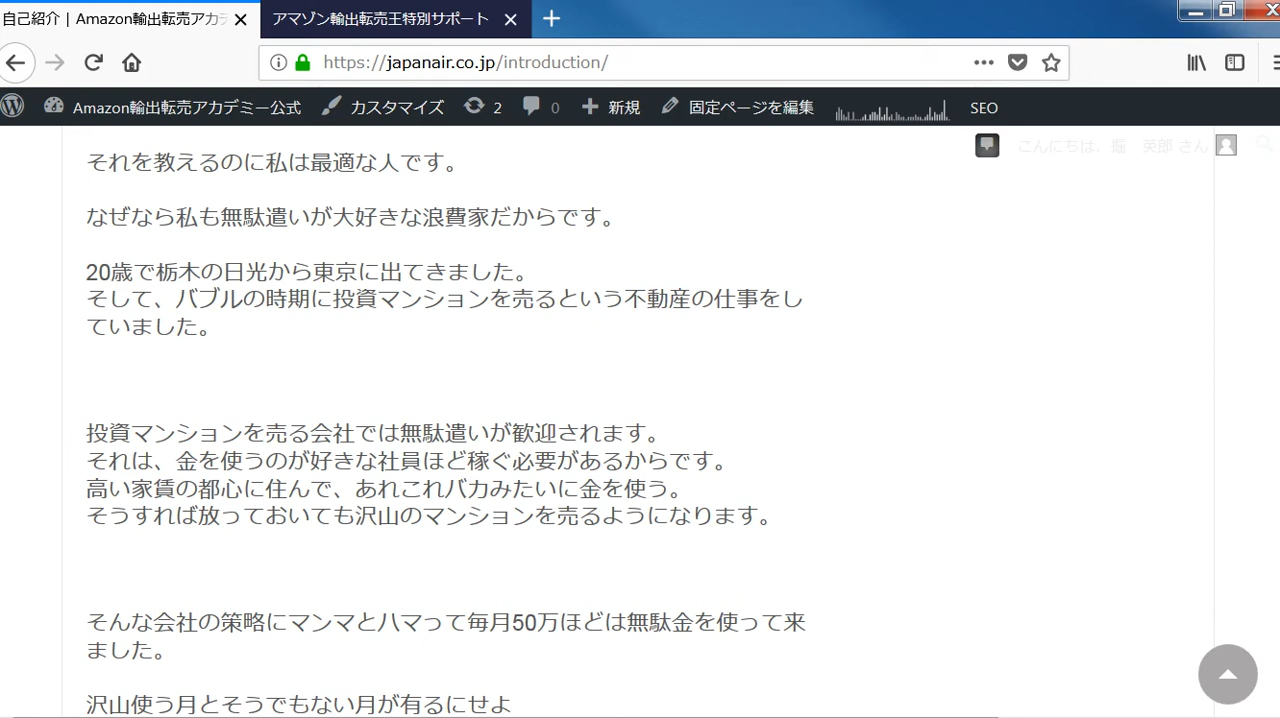 自己紹介 | Amazon輸出転売アカデ
アマゾン輸出転売王特別サポート
https://japanair.co.jp/introduction/
Amazon輸出転売アカデミー公式 カスタマイズ 2 0 新規 固定ページを編集 SEO
こんにちは、堀 英郎 さん
それを教えるのに私は最適な人です。
なぜなら私も無駄遣いが大好きな浪費家だからです。
20歳で栃木の日光から東京に出てきました。
そして、バブルの時期に投資マンションを売るという不動産の仕事をし
ていました。
投資マンションを売る会社では無駄遣いが歓迎されます。
それは、金を使うのが好きな社員ほど稼ぐ必要があるからです。
高い家賃の都心に住んで、あれこれバカみたいに金を使う。
そうすれば放っておいても沢山のマンションを売るようになります。
そんな会社の策略にマンマとハマって毎月50万ほどは無駄金を使って来
ました。
沢山使う月とそうでもない月が有るにせよ